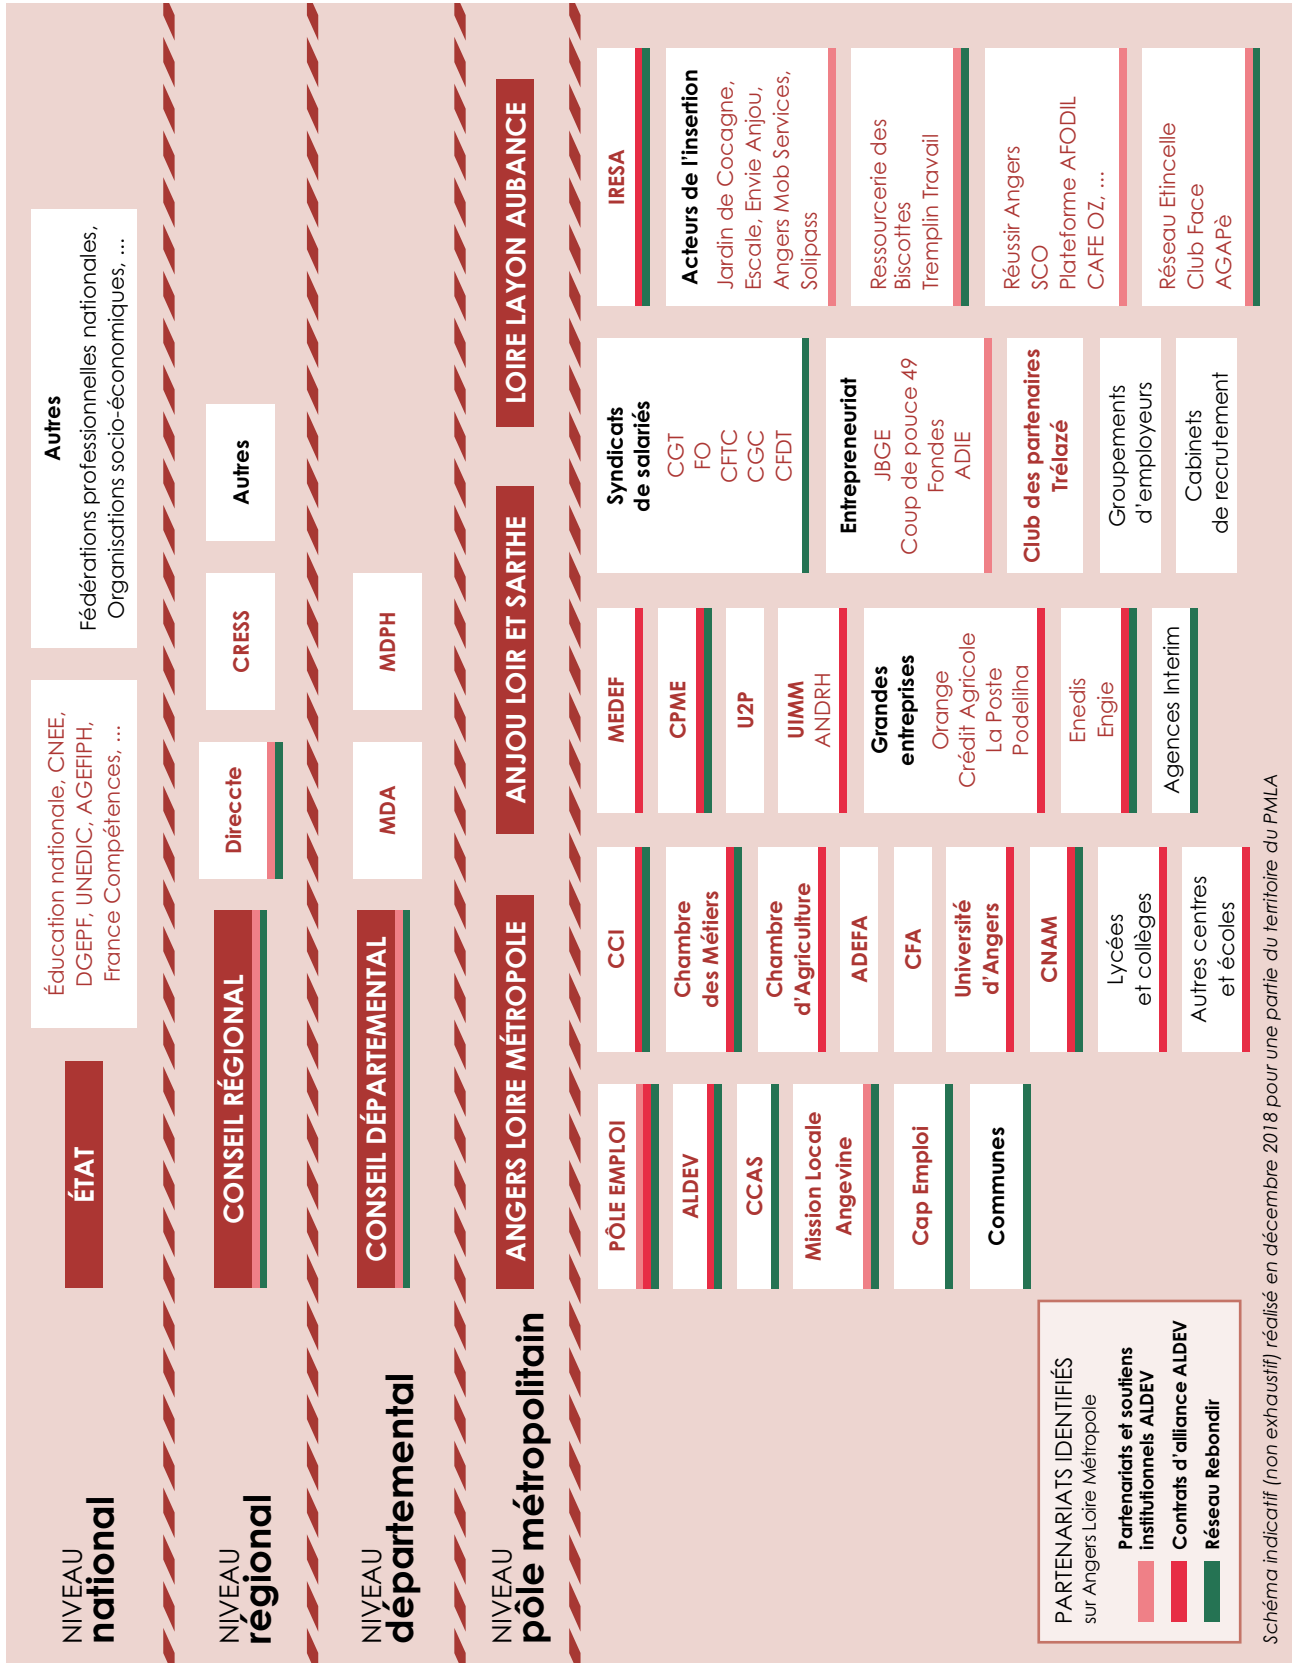 NIVEAU
national
ÉTAT
Éducation nationale, CNEE,
DGEPF, UNEDIC, AGEFIPH,
France Compétences, ...
Autres
Fédérations professionnelles nationales,
Organisations socio-économiques, ...
NIVEAU
régional
CONSEIL RÉGIONAL
Direccte
CRESS
Autres
NIVEAU
départemental
CONSEIL DÉPARTEMENTAL
MDA
MDPH
NIVEAU
pôle métropolitain
ANGERS LOIRE MÉTROPOLE
ANJOU LOIR ET SARTHE
LOIRE LAYON AUBANCE
PÔLE EMPLOI
ALDEV
CCAS
Mission Locale
Angevine
Cap Emploi
Communes
CCI
Chambre
des Métiers
Chambre
d'Agriculture
ADEFA
CFA
Université
d'Angers
CNAM
Lycées
et collèges
Autres centres
et écoles
MEDEF
CPME
U2P
UIMM
ANDRH
Grandes
entreprises
Orange
Crédit Agricole
La Poste
Podeliha
Enedis
Engie
Agences Interim
Syndicats
de salariés
CGT
FO
CFTC
CGC
CFDT
Entrepreneuriat
JBGE
Coup de pouce 49
Fondes
ADIE
Club des partenaires
Trélazé
Groupements
d'employeurs
Cabinets
de recrutement
IRESA
Acteurs de l'insertion
Jardin de Cocagne,
Escale, Envie Anjou,
Angers Mob Services,
Solipass
Ressourcerie des
Biscottes
Tremplin Travail
Réussir Angers
SCO
Plateforme AFODIL
CAFE OZ, ...
Réseau Etincelle
Club Face
AGAPè
PARTENARIATS IDENTIFIÉS
sur Angers Loire Métropole
Partenariats et soutiens
institutionnels ALDEV
Contrats d'alliance ALDEV
Réseau Rebondir
Schéma indicatif (non exhaustif) réalisé en décembre 2018 pour une partie du territoire du PMLA